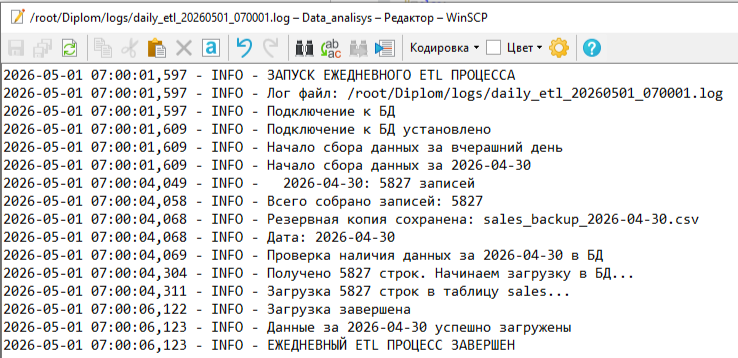 /root/Diplom/logs/daily_etl_20260501_070001.log – Data_analisys – Редактор – WinSCP
Кодировка Цвет
2026-05-01 07:00:01,597 - INFO - ЗАПУСК ЕЖЕДНЕВНОГО ETL ПРОЦЕССА
2026-05-01 07:00:01,597 - INFO - Лог файл: /root/Diplom/logs/daily_etl_20260501_070001.log
2026-05-01 07:00:01,597 - INFO - Подключение к БД
2026-05-01 07:00:01,609 - INFO - Подключение к БД установлено
2026-05-01 07:00:01,609 - INFO - Начало сбора данных за вчерашний день
2026-05-01 07:00:01,609 - INFO - Начало сбора данных за 2026-04-30
2026-05-01 07:00:04,049 - INFO -   2026-04-30: 5827 записей
2026-05-01 07:00:04,058 - INFO - Всего собрано записей: 5827
2026-05-01 07:00:04,068 - INFO - Резервная копия сохранена: sales_backup_2026-04-30.csv
2026-05-01 07:00:04,068 - INFO - Дата: 2026-04-30
2026-05-01 07:00:04,069 - INFO - Проверка наличия данных за 2026-04-30 в БД
2026-05-01 07:00:04,304 - INFO - Получено 5827 строк. Начинаем загрузку в БД...
2026-05-01 07:00:04,311 - INFO - Загрузка 5827 строк в таблицу sales...
2026-05-01 07:00:06,122 - INFO - Загрузка завершена
2026-05-01 07:00:06,123 - INFO - Данные за 2026-04-30 успешно загружены
2026-05-01 07:00:06,123 - INFO - ЕЖЕДНЕВНЫЙ ETL ПРОЦЕСС ЗАВЕРШЕН